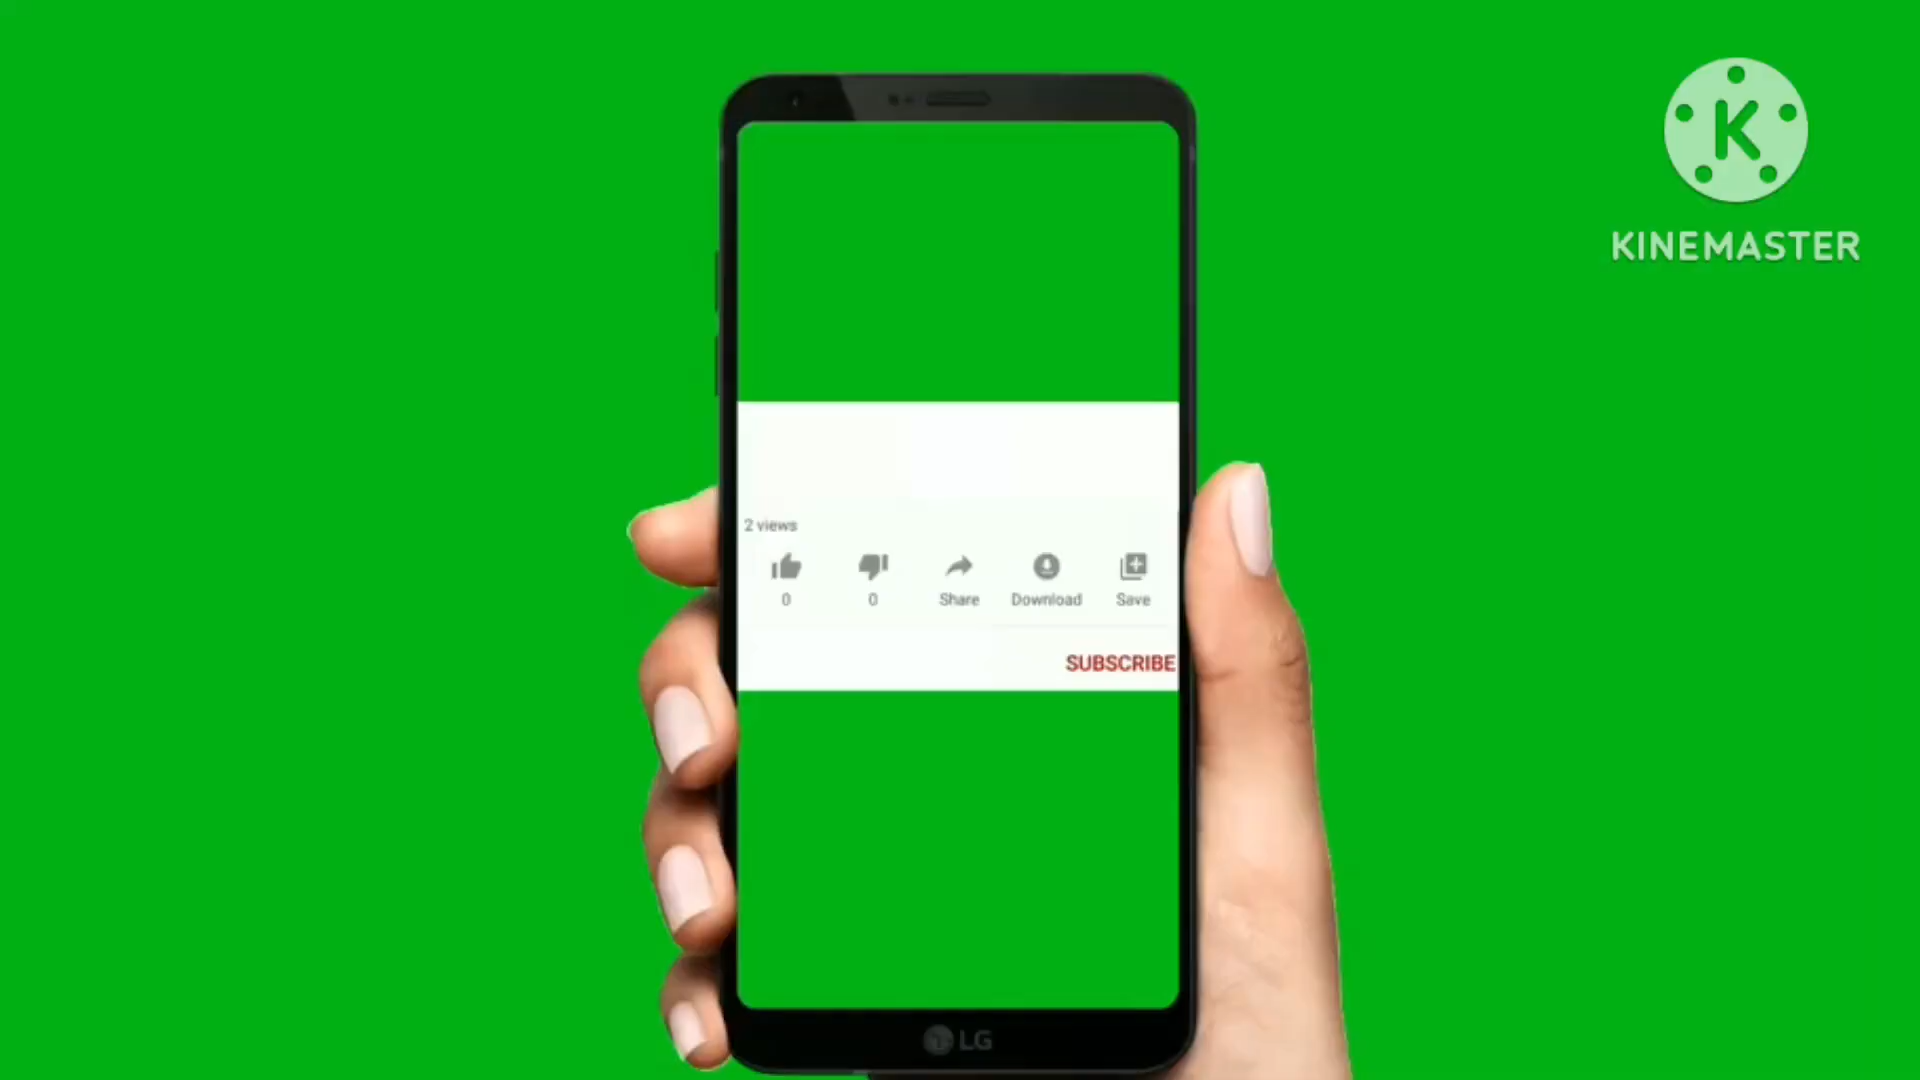 K
KINEMASTER
2 views
0 0 Share Download Save
SUBSCRIBE
LG